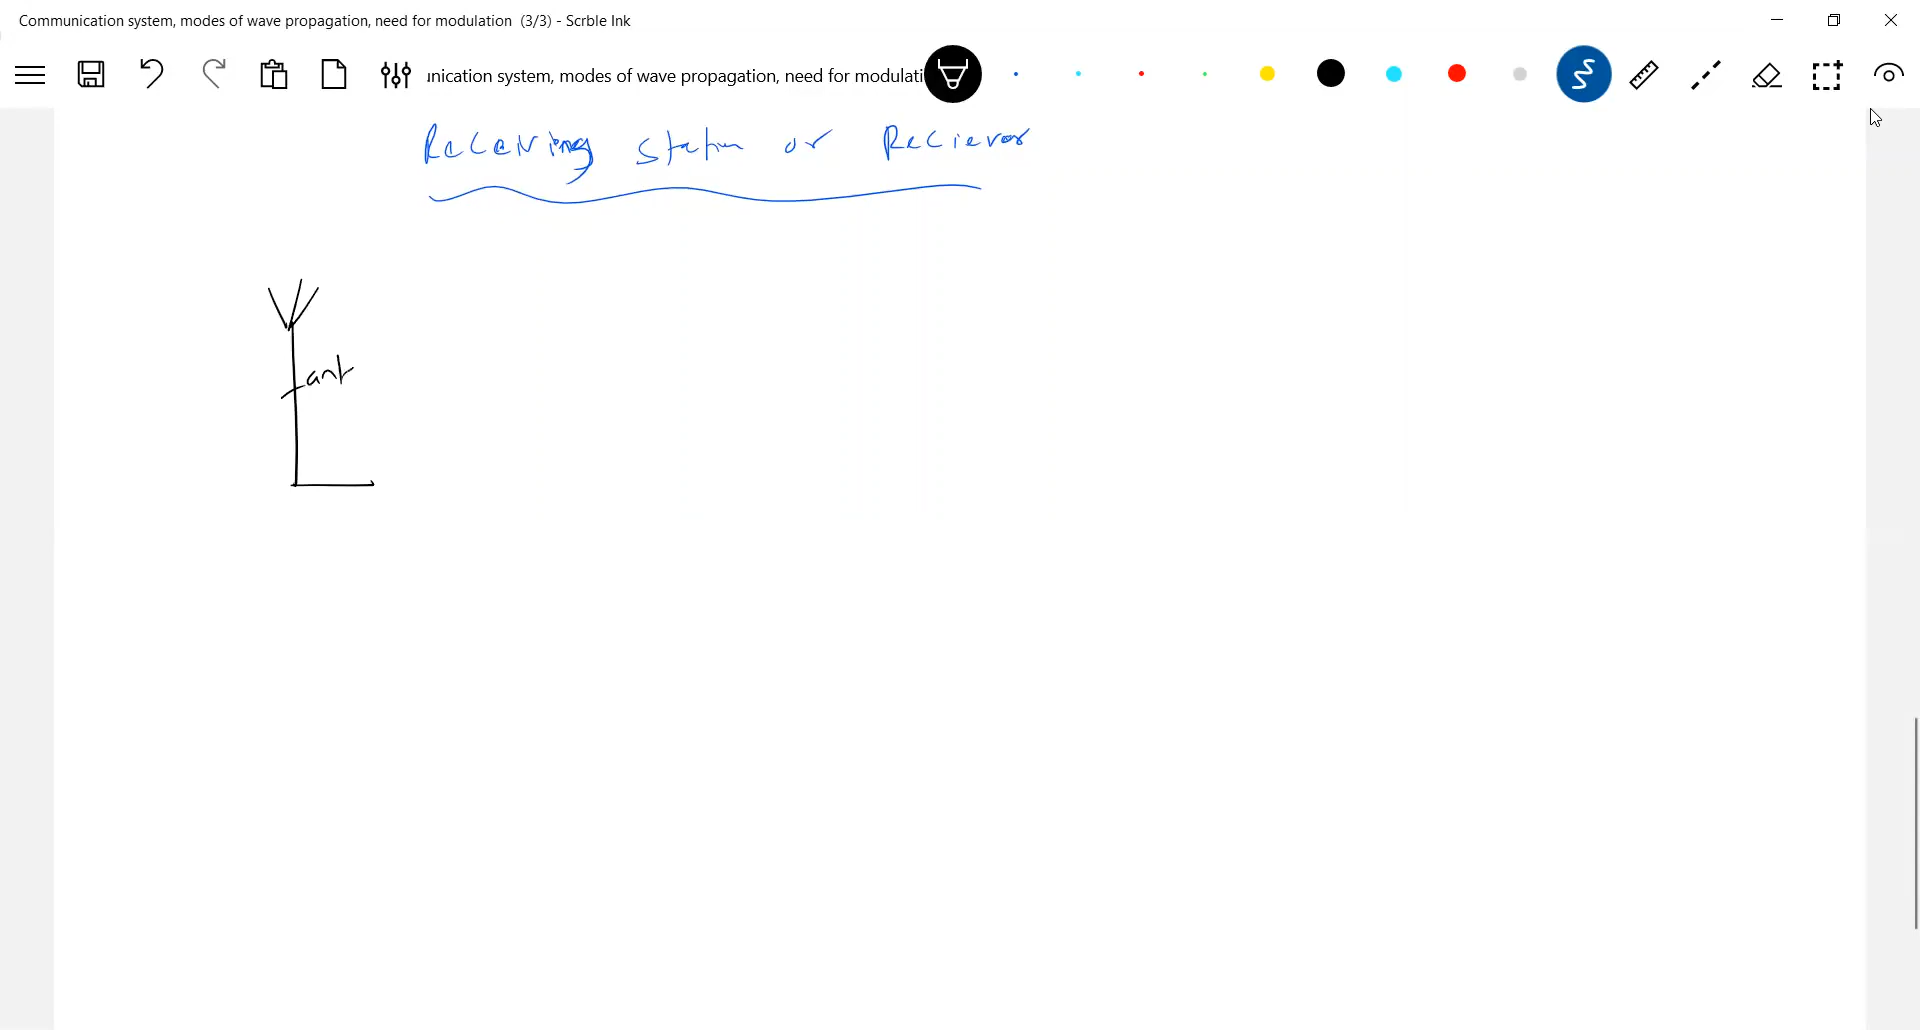 Communication system, modes of wave propagation, need for modulation (3/3) - Scrble Ink
unication system, modes of wave propagation, need for modulati
Receiving station or Reciever
ant